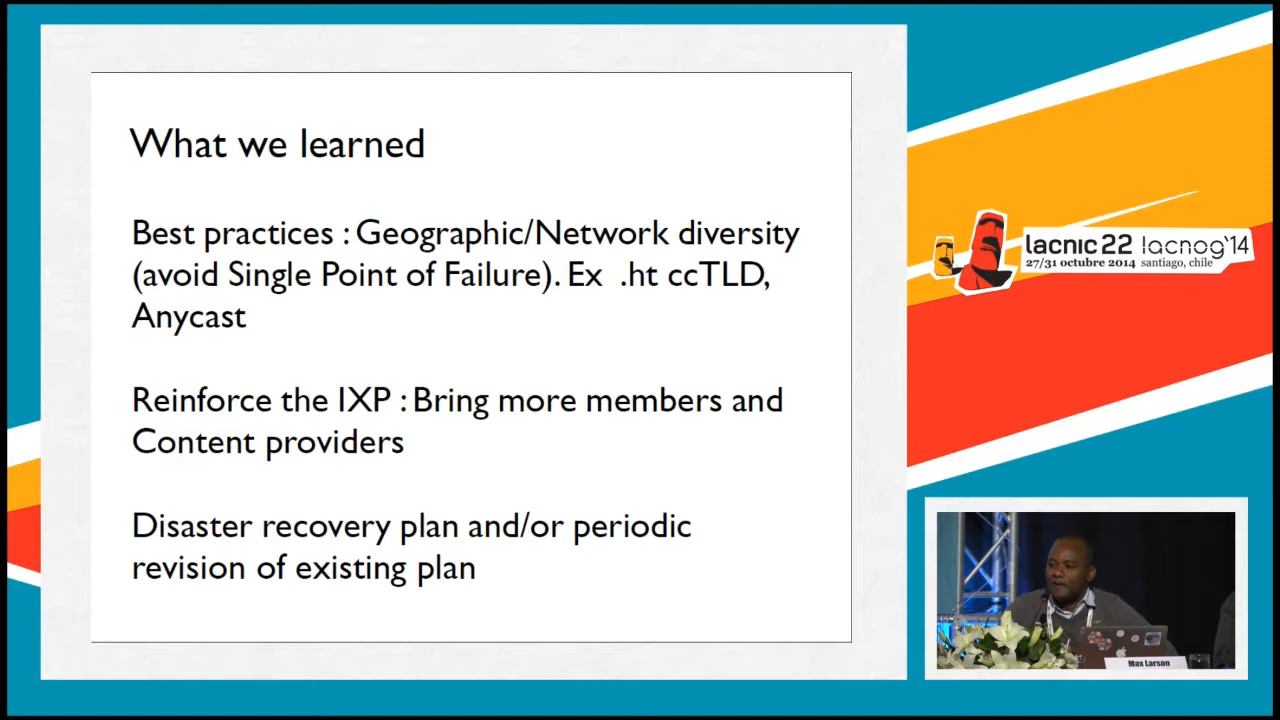 What we learned
Best practices : Geographic/Network diversity
(avoid Single Point of Failure). Ex .ht ccTLD,
Anycast
Reinforce the IXP : Bring more members and
Content providers
Disaster recovery plan and/or periodic
revision of existing plan
lacnic 22 lacnog'14
27/31 octubre 2014 santiago, chile
Max Larson